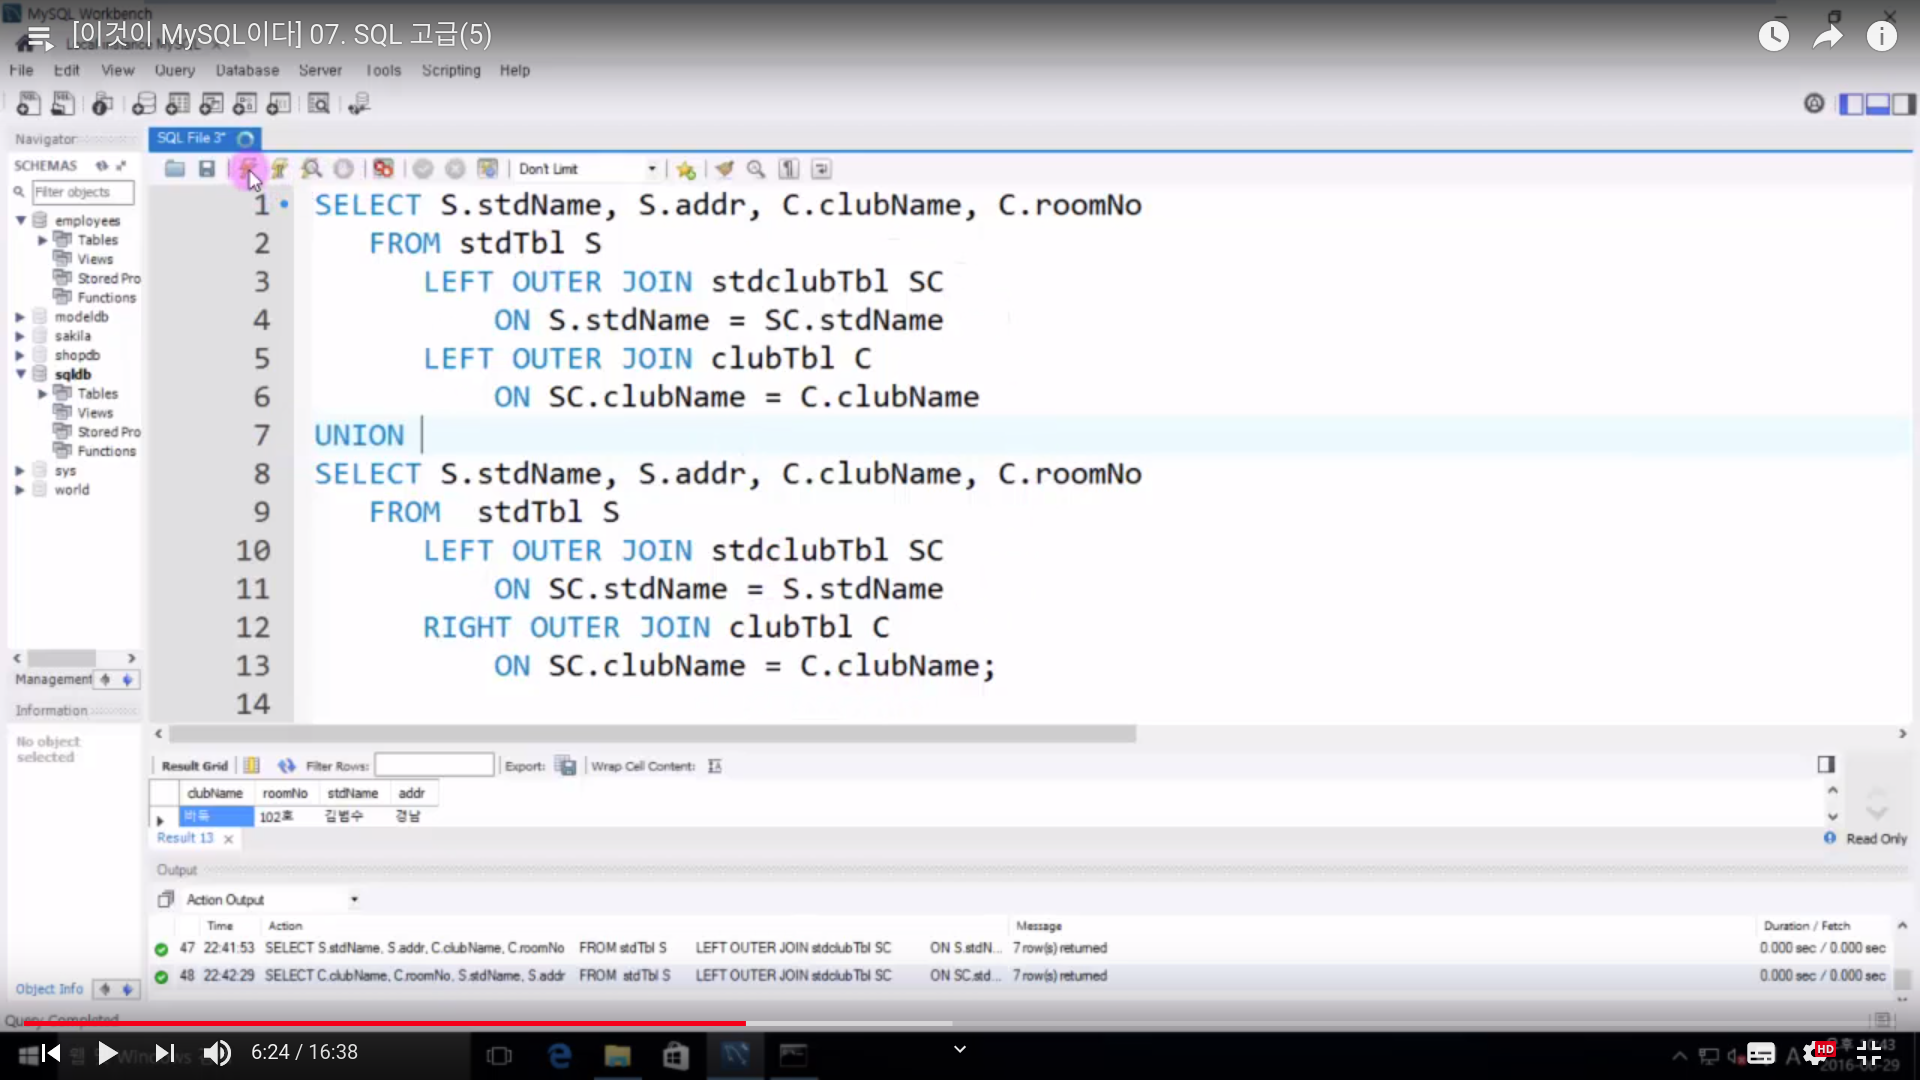 MySQL Workbench
[이것이 MySQL이다] 07. SQL 고급(5)
File Edit View Query Database Server Tools Scripting Help
Navigator
SQL File 3*
SCHEMAS
Don't Limit
Filter objects
employees
Tables
Views
Stored Pro
Functions
modeldb
sakila
shopdb
sqldb
Tables
Views
Stored Pro
Functions
sys
world
Management
Information
No object
selected
1 SELECT S.stdName, S.addr, C.clubName, C.roomNo
2 FROM stdTbl S
3 LEFT OUTER JOIN stdclubTbl SC
4 ON S.stdName = SC.stdName
5 LEFT OUTER JOIN clubTbl C
6 ON SC.clubName = C.clubName
7 UNION
8 SELECT S.stdName, S.addr, C.clubName, C.roomNo
9 FROM stdTbl S
10 LEFT OUTER JOIN stdclubTbl SC
11 ON SC.stdName = S.stdName
12 RIGHT OUTER JOIN clubTbl C
13 ON SC.clubName = C.clubName;
14
Result Grid Filter Rows: Export: Wrap Cell Content:
clubName roomNo stdName addr
바둑 102호 김범수 경남
Result 13
Read Only
Output
Action Output
Time Action Message Duration / Fetch
47 22:41:53 SELECT S.stdName, S.addr, C.clubName, C.roomNo FROM stdTbl S LEFT OUTER JOIN stdclubTbl SC ON S.stdN... 7 row(s) returned 0.000 sec / 0.000 sec
48 22:42:29 SELECT C.clubName, C.roomNo, S.stdName, S.addr FROM stdTbl S LEFT OUTER JOIN stdclubTbl SC ON SC.std... 7 row(s) returned 0.000 sec / 0.000 sec
Object Info
Query Completed
6:24 / 16:38
HD